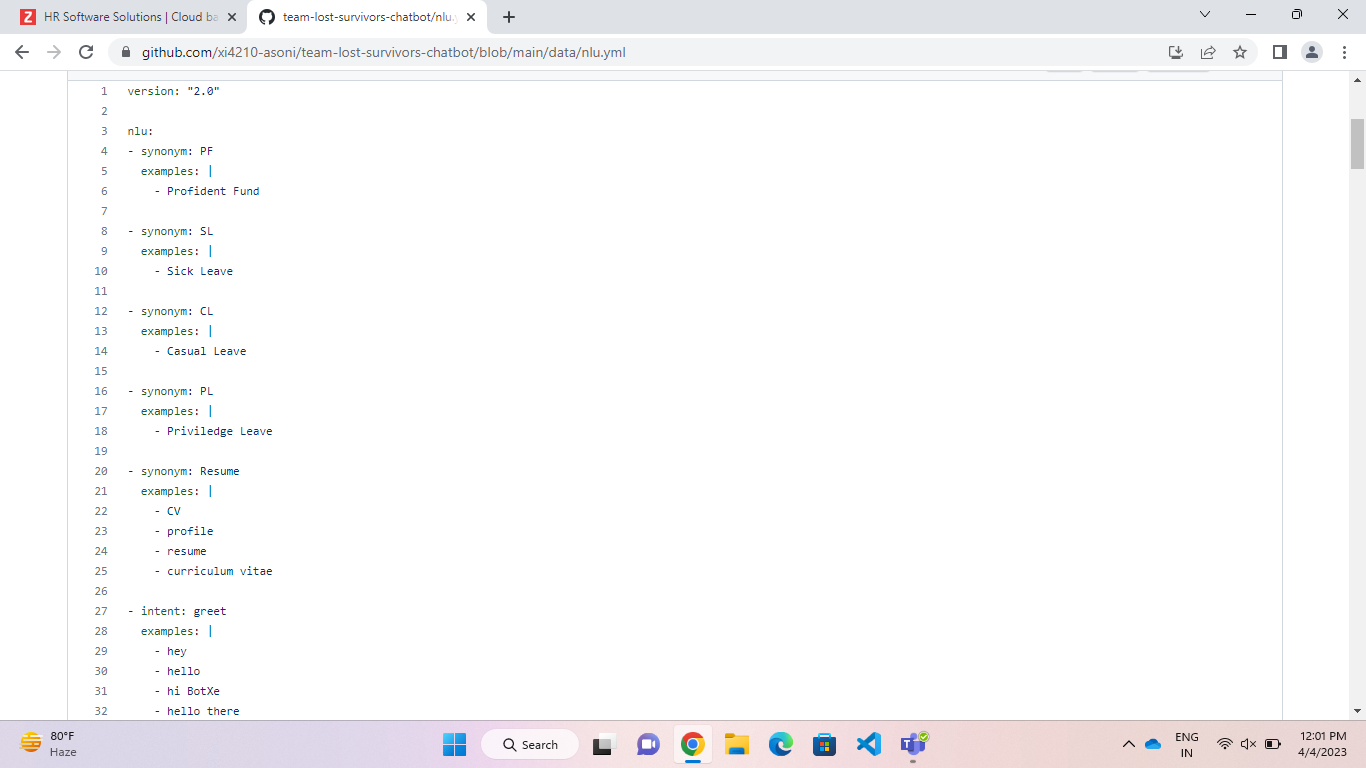 HR Software Solutions | Cloud ba
team-lost-survivors-chatbot/nlu.y
github.com/xi4210-asoni/team-lost-survivors-chatbot/blob/main/data/nlu.yml
1 version: "2.0"
2
3 nlu:
4 - synonym: PF
5 examples: |
6 - Profident Fund
7
8 - synonym: SL
9 examples: |
10 - Sick Leave
11
12 - synonym: CL
13 examples: |
14 - Casual Leave
15
16 - synonym: PL
17 examples: |
18 - Priviledge Leave
19
20 - synonym: Resume
21 examples: |
22 - CV
23 - profile
24 - resume
25 - curriculum vitae
26
27 - intent: greet
28 examples: |
29 - hey
30 - hello
31 - hi BotXe
32 - hello there
80°F
Haze
Search
ENG
IN
12:01 PM
4/4/2023